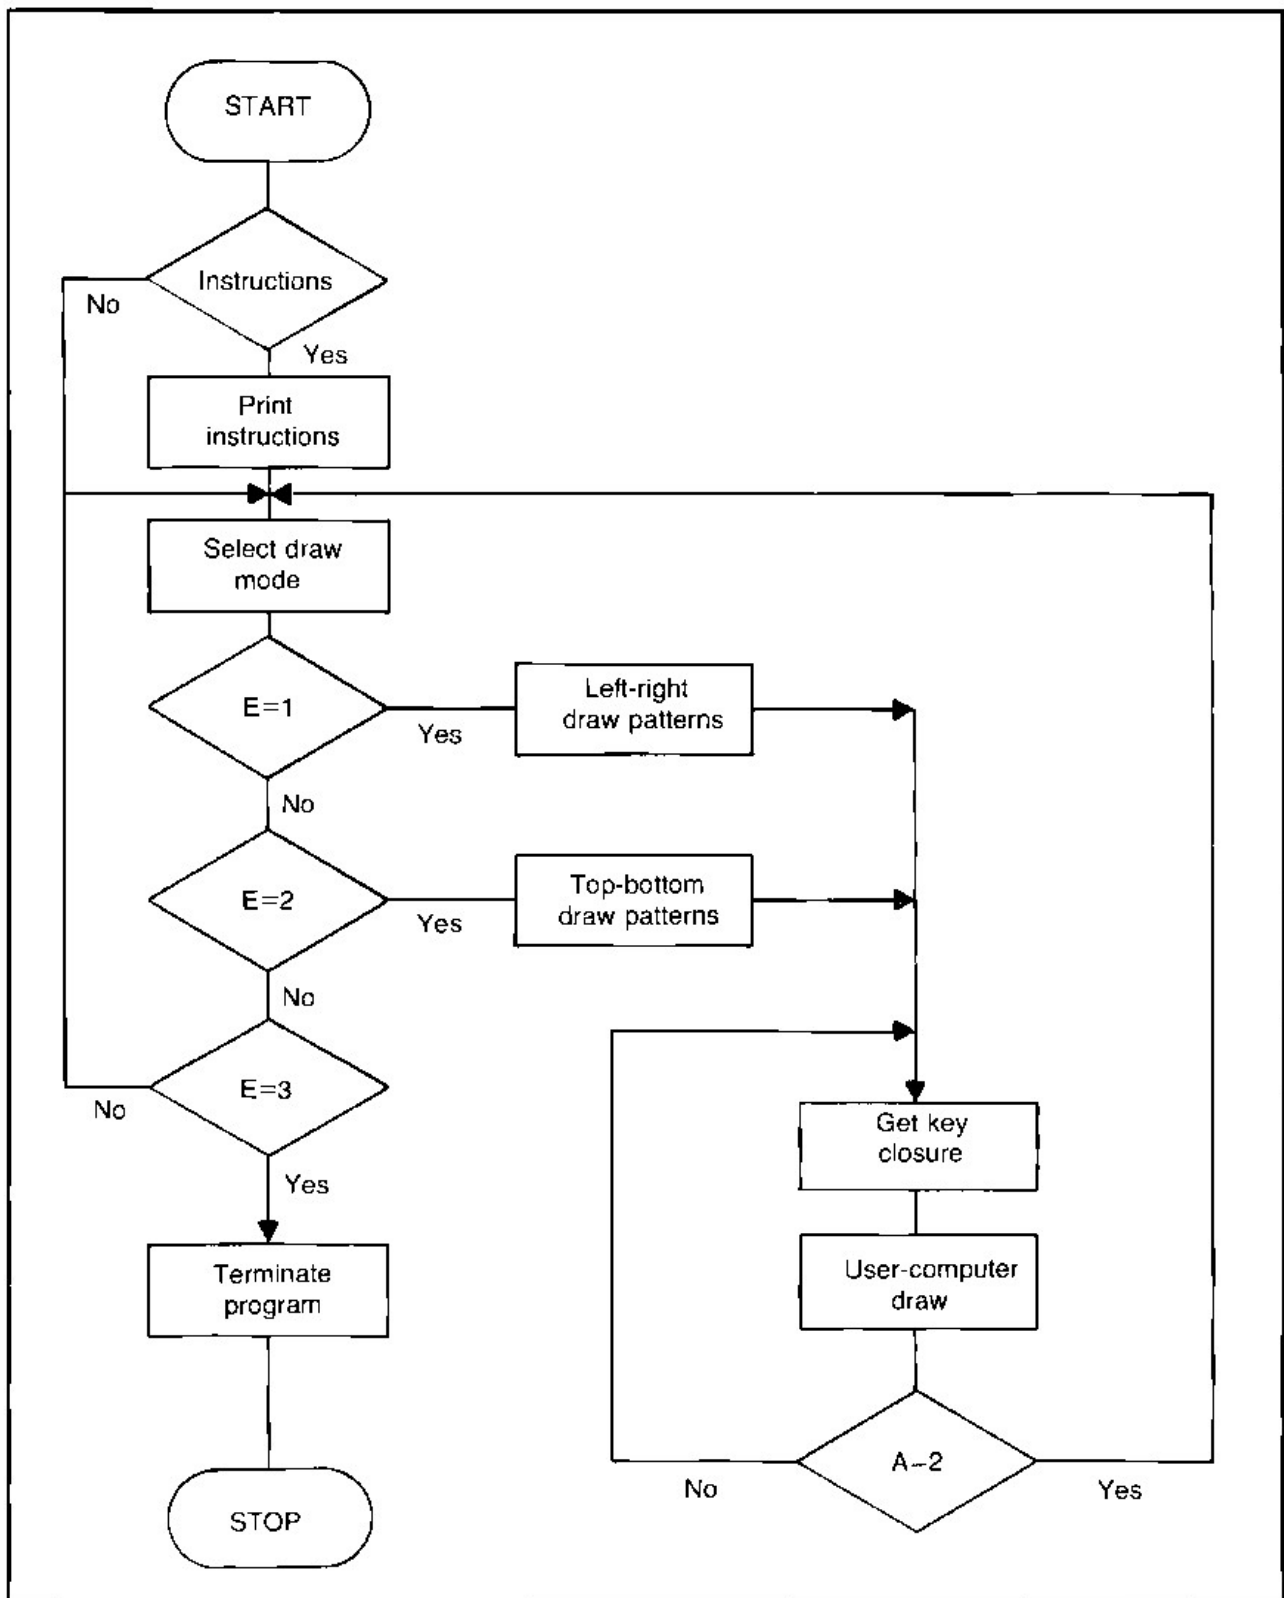 START
Instructions
No
Yes
Print
instructions
Select draw
mode
E=1
Yes
Left-right
draw patterns
No
E=2
Yes
Top-bottom
draw patterns
No
E=3
No
Yes
Get key
closure
Terminate
program
User-computer
draw
A–2
No
Yes
STOP